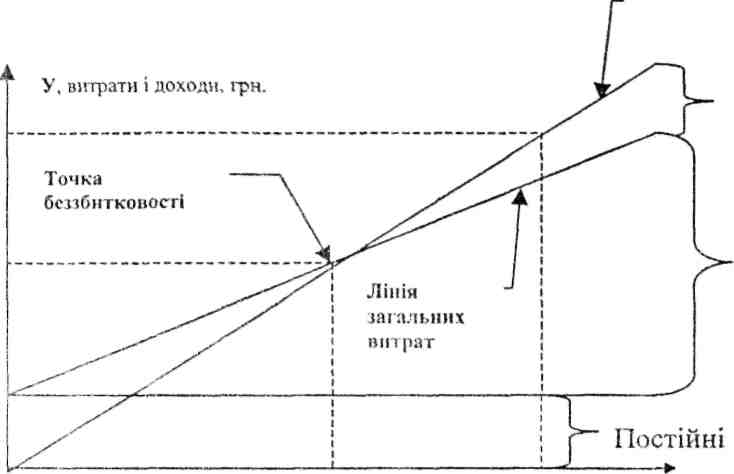 У, витрати і доходи, грн.
Точка
беззбитковості
Лінія
загальних
витрат
Постійні